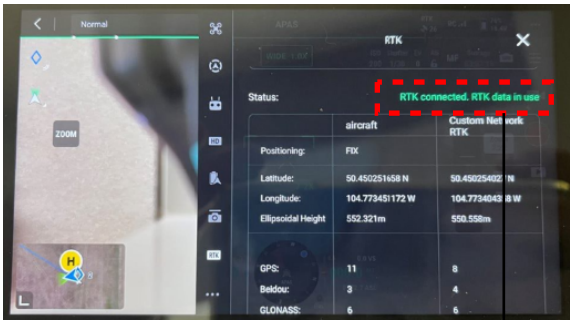 Normal
APAS
RTK
Status:
RTK connected. RTK data in use
aircraft
Custom Network RTK
Positioning:
FIX
Latitude:
50.450251658 N
Longitude:
104.773451172 W
Ellipsoidal Height
552.321m
550.558m
GPS:
11
8
Beidou:
3
4
GLONASS:
6
6
ZOOM
HD
RTK
H